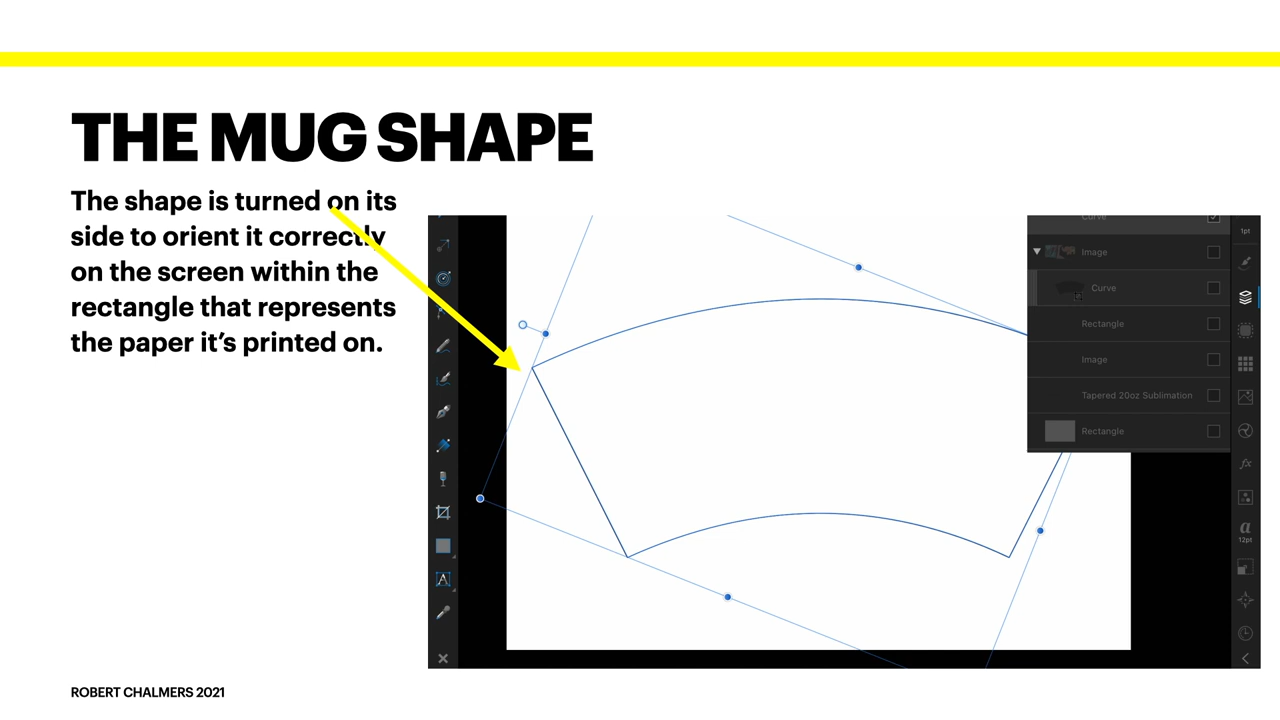 THE MUG SHAPE
The shape is turned on its
side to orient it correctly
on the screen within the
rectangle that represents
the paper it's printed on.
Curve
1pt
Image
Curve
Rectangle
Image
Tapered 20oz Sublimation
Rectangle
fx
a
12pt
A
ROBERT CHALMERS 2021